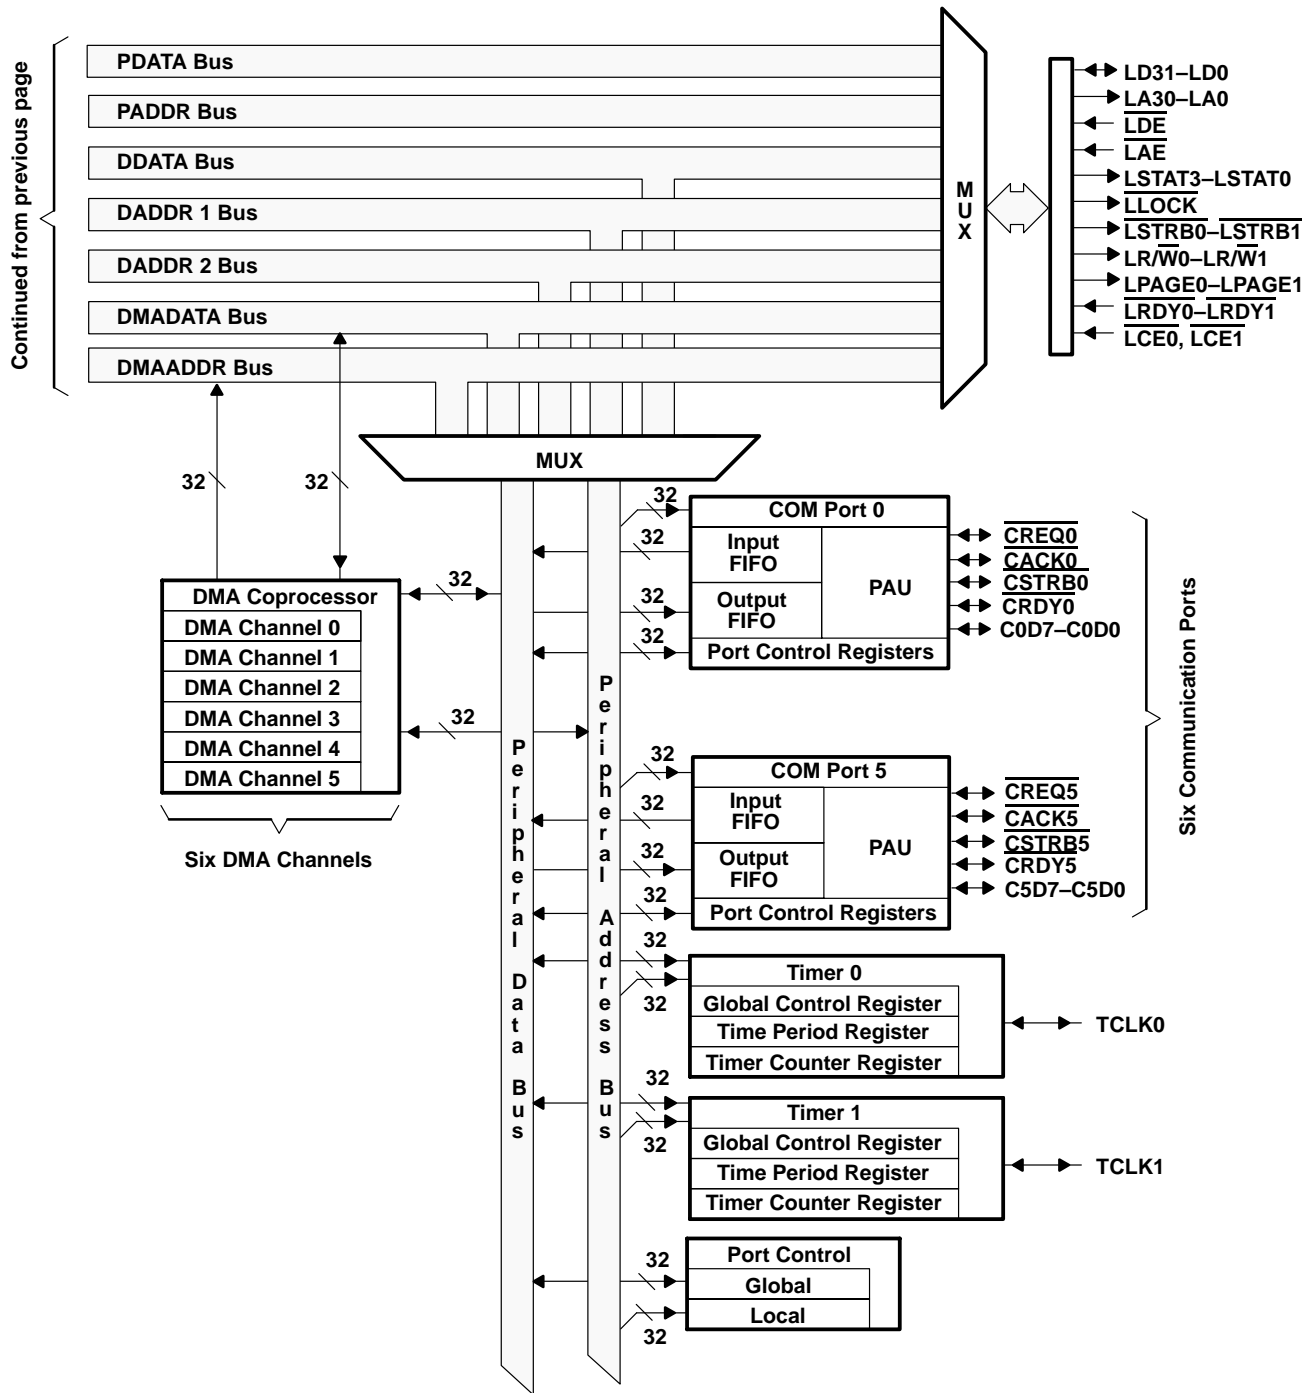 Continued from previous page
PDATA Bus
PADDR Bus
DDATA Bus
DADDR 1 Bus
DADDR 2 Bus
DMADATA Bus
DMAADDR Bus
MUX
LD31–LD0
LA30–LA0
LDE
LAE
LSTAT3–LSTAT0
LLOCK
LSTRB0–LSTRB1
LR/W0–LR/W1
LPAGE0–LPAGE1
LRDY0–LRDY1
LCE0, LCE1
MUX
32
32
DMA Coprocessor
DMA Channel 0
DMA Channel 1
DMA Channel 2
DMA Channel 3
DMA Channel 4
DMA Channel 5
Six DMA Channels
32
32
Peripheral Data Bus
Peripheral Address Bus
32
32
32
32
COM Port 0
Input
FIFO
Output
FIFO
PAU
Port Control Registers
CREQ0
CACK0
CSTRB0
CRDY0
C0D7–C0D0
32
32
32
32
COM Port 5
Input
FIFO
Output
FIFO
PAU
Port Control Registers
CREQ5
CACK5
CSTRB5
CRDY5
C5D7–C5D0
Six Communication Ports
32
32
Timer 0
Global Control Register
Time Period Register
Timer Counter Register
TCLK0
32
32
Timer 1
Global Control Register
Time Period Register
Timer Counter Register
TCLK1
32
32
Port Control
Global
Local